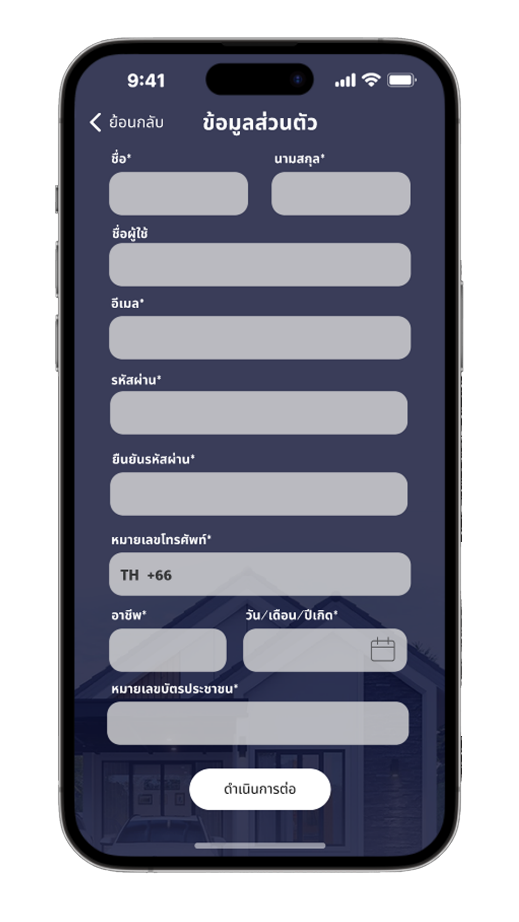 9:41
ย้อนกลับ ข้อมูลส่วนตัว
ชื่อ* นามสกุล*
ชื่อผู้ใช้
อีเมล*
รหัสผ่าน*
ยืนยันรหัสผ่าน*
หมายเลขโทรศัพท์*
TH +66
อาชีพ* วัน/เดือน/ปีเกิด*
หมายเลขบัตรประชาชน*
ดำเนินการต่อ